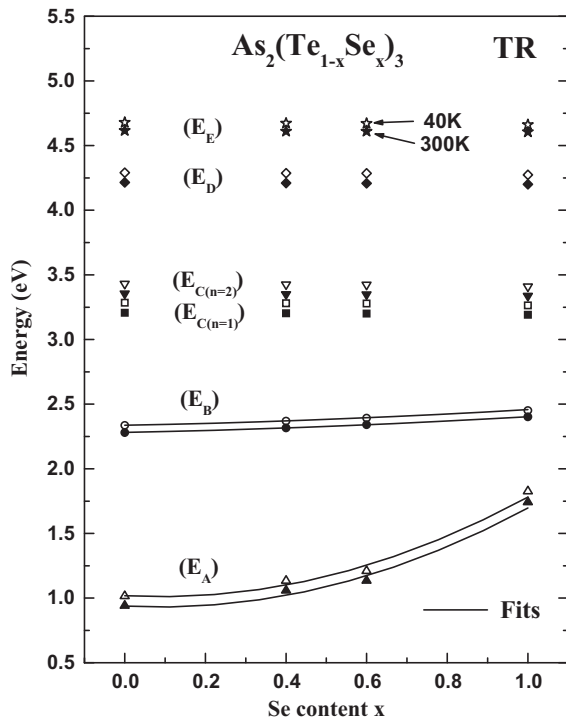 As2(Te1-xSex)3 TR
5.5
5.0
4.5
4.0
3.5
3.0
2.5
2.0
1.5
1.0
0.5
Energy (eV)
(EE)
40K
300K
(ED)
(EC(n=2))
(EC(n=1))
(EB)
(EA)
Fits
0.0 0.2 0.4 0.6 0.8 1.0
Se content x